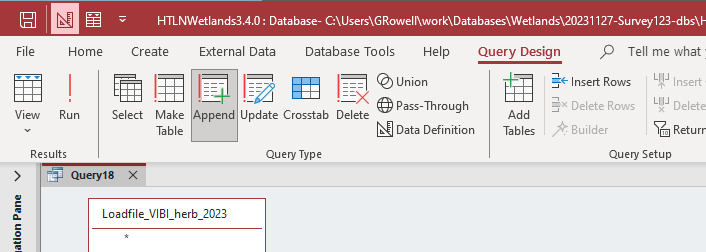 HTLNWetlands3.4.0 : Database- C:\Users\GRowell\work\Databases\Wetlands\20231127-Survey123-dbs\H
File Home Create External Data Database Tools Help Query Design Tell me what y
View Run Select Make Table Append Update Crosstab Delete Union Pass-Through Data Definition Add Tables Insert Rows Delete Rows Builder Insert Delete Return
Results Query Type Query Setup
Query18
Loadfile_VIBI_herb_2023
*
gation Pane